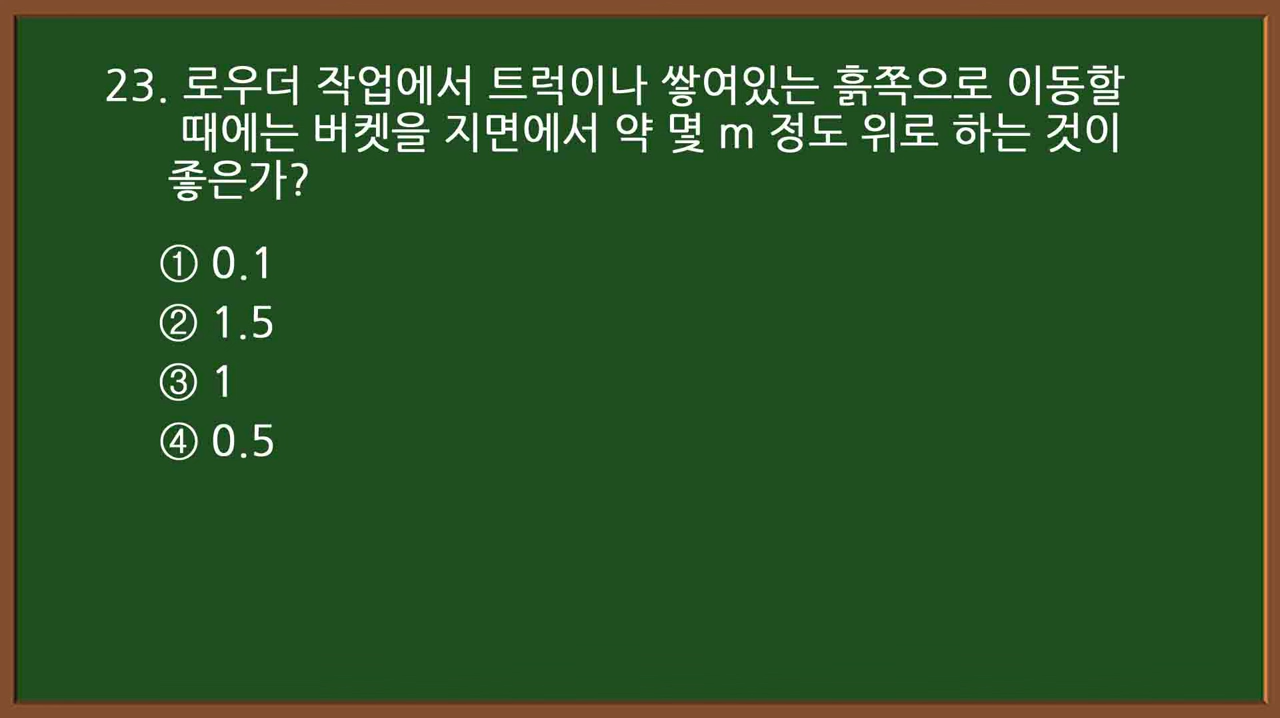 23. 로우더 작업에서 트럭이나 쌓여있는 흙쪽으로 이동할
때에는 버켓을 지면에서 약 몇 m 정도 위로 하는 것이
좋은가?
① 0.1
② 1.5
③ 1
④ 0.5